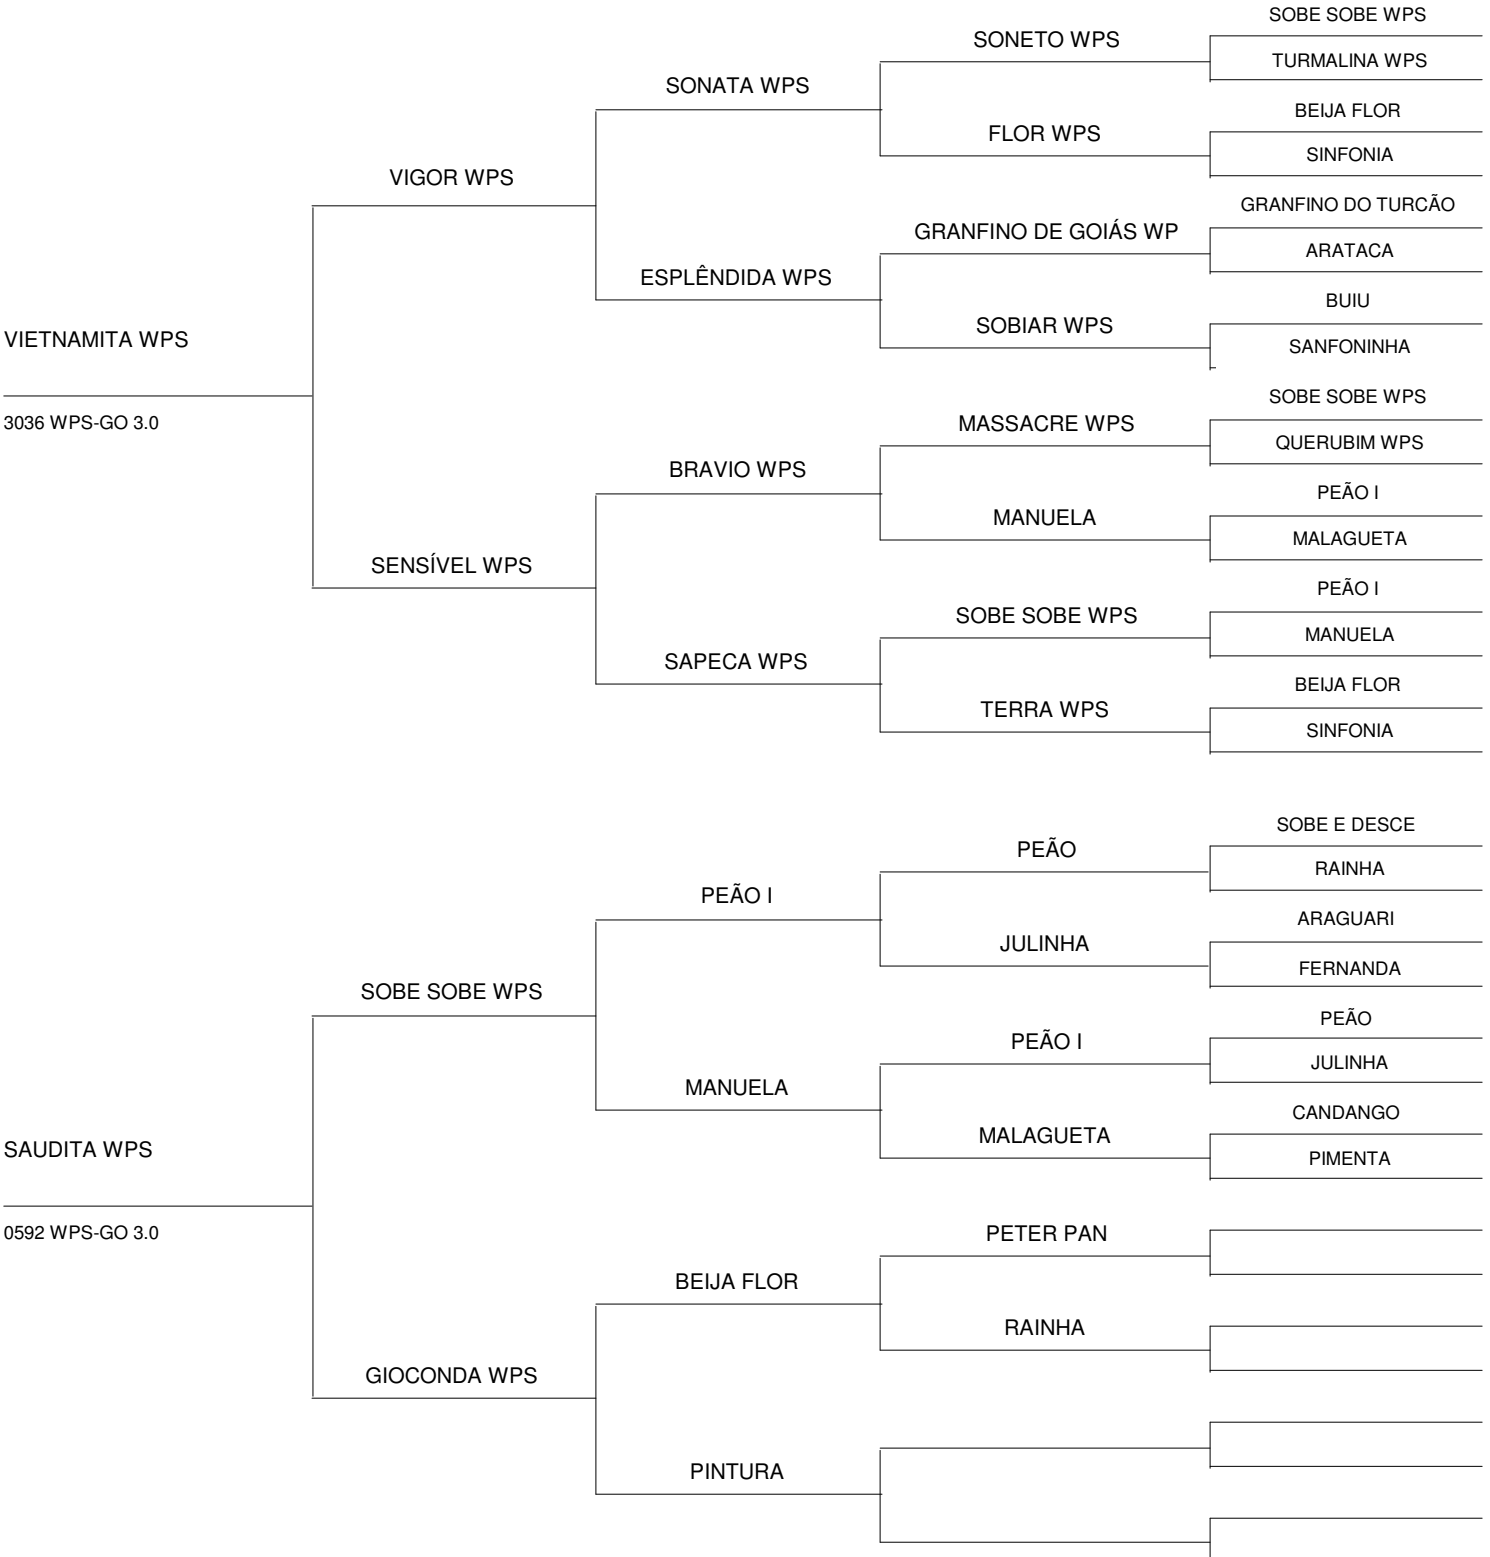 SOBE SOBE WPS
SONETO WPS
TURMALINA WPS
SONATA WPS
BEIJA FLOR
FLOR WPS
SINFONIA
VIGOR WPS
GRANFINO DO TURCÃO
GRANFINO DE GOIÁS WP
ARATACA
ESPLÊNDIDA WPS
BUIU
SOBIAR WPS
SANFONINHA
VIETNAMITA WPS
3036 WPS-GO 3.0
SOBE SOBE WPS
MASSACRE WPS
QUERUBIM WPS
BRAVIO WPS
PEÃO I
MANUELA
MALAGUETA
SENSÍVEL WPS
PEÃO I
SOBE SOBE WPS
MANUELA
SAPECA WPS
BEIJA FLOR
TERRA WPS
SINFONIA
SOBE E DESCE
PEÃO
RAINHA
PEÃO I
ARAGUARI
JULINHA
FERNANDA
SOBE SOBE WPS
PEÃO
PEÃO I
JULINHA
MANUELA
CANDANGO
MALAGUETA
PIMENTA
SAUDITA WPS
0592 WPS-GO 3.0
PETER PAN
BEIJA FLOR
RAINHA
GIOCONDA WPS
PINTURA